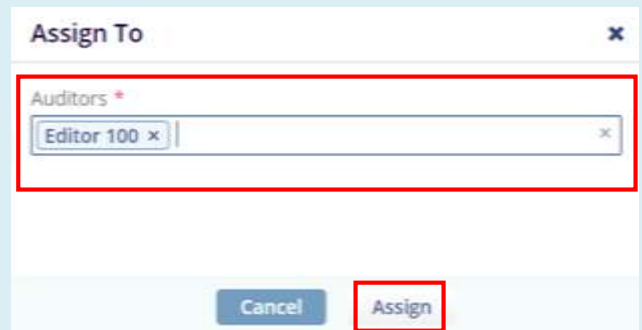 Assign To ×
Auditors *
Editor 100 × ×
Cancel Assign